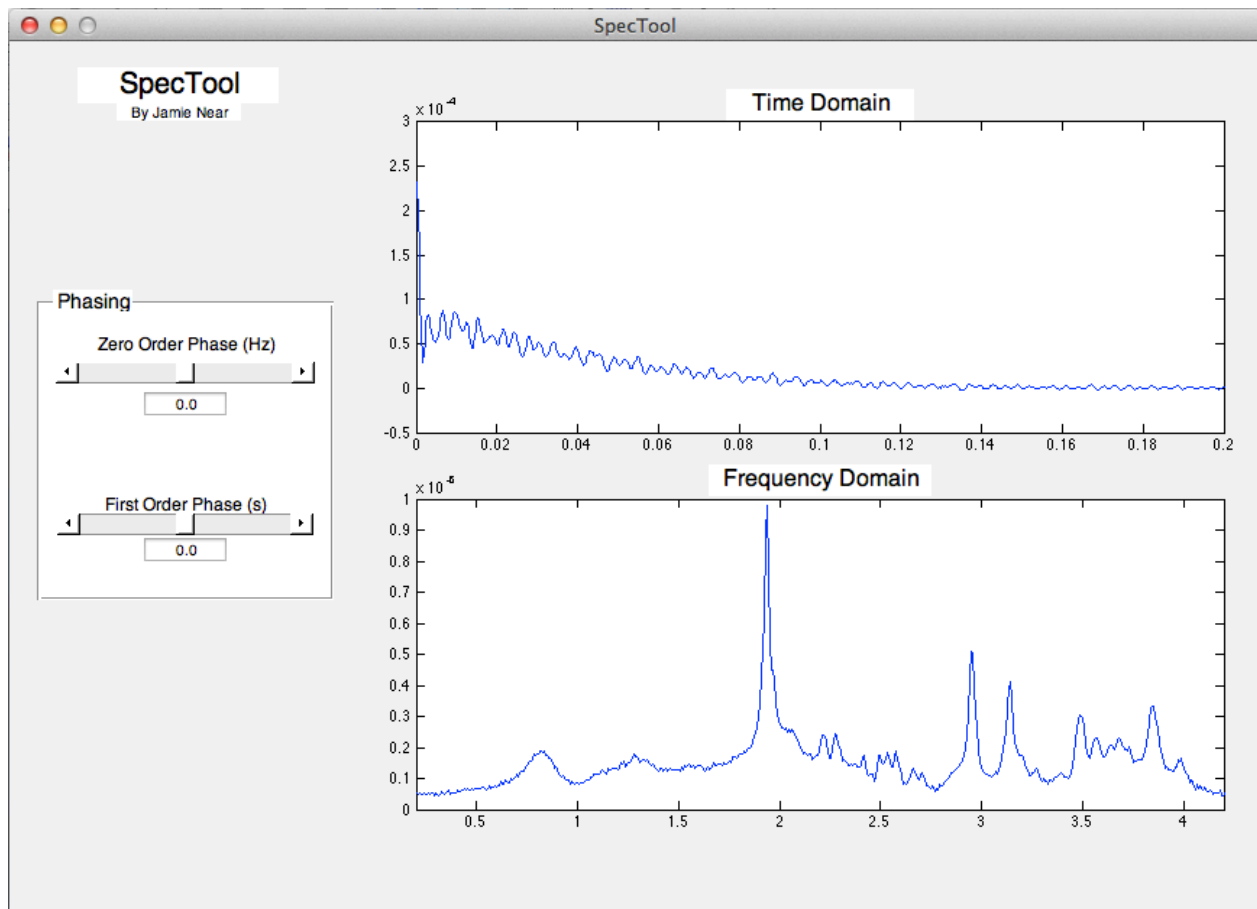 SpecTool
SpecTool
By Jamie Near
Phasing
Zero Order Phase (Hz)
0.0
First Order Phase (s)
0.0
Time Domain
× 10⁻⁴
3
2.5
2
1.5
1
0.5
0
-0.5
0 0.02 0.04 0.06 0.08 0.1 0.12 0.14 0.16 0.18 0.2
Frequency Domain
× 10⁻⁵
1
0.9
0.8
0.7
0.6
0.5
0.4
0.3
0.2
0.1
0
0.5 1 1.5 2 2.5 3 3.5 4